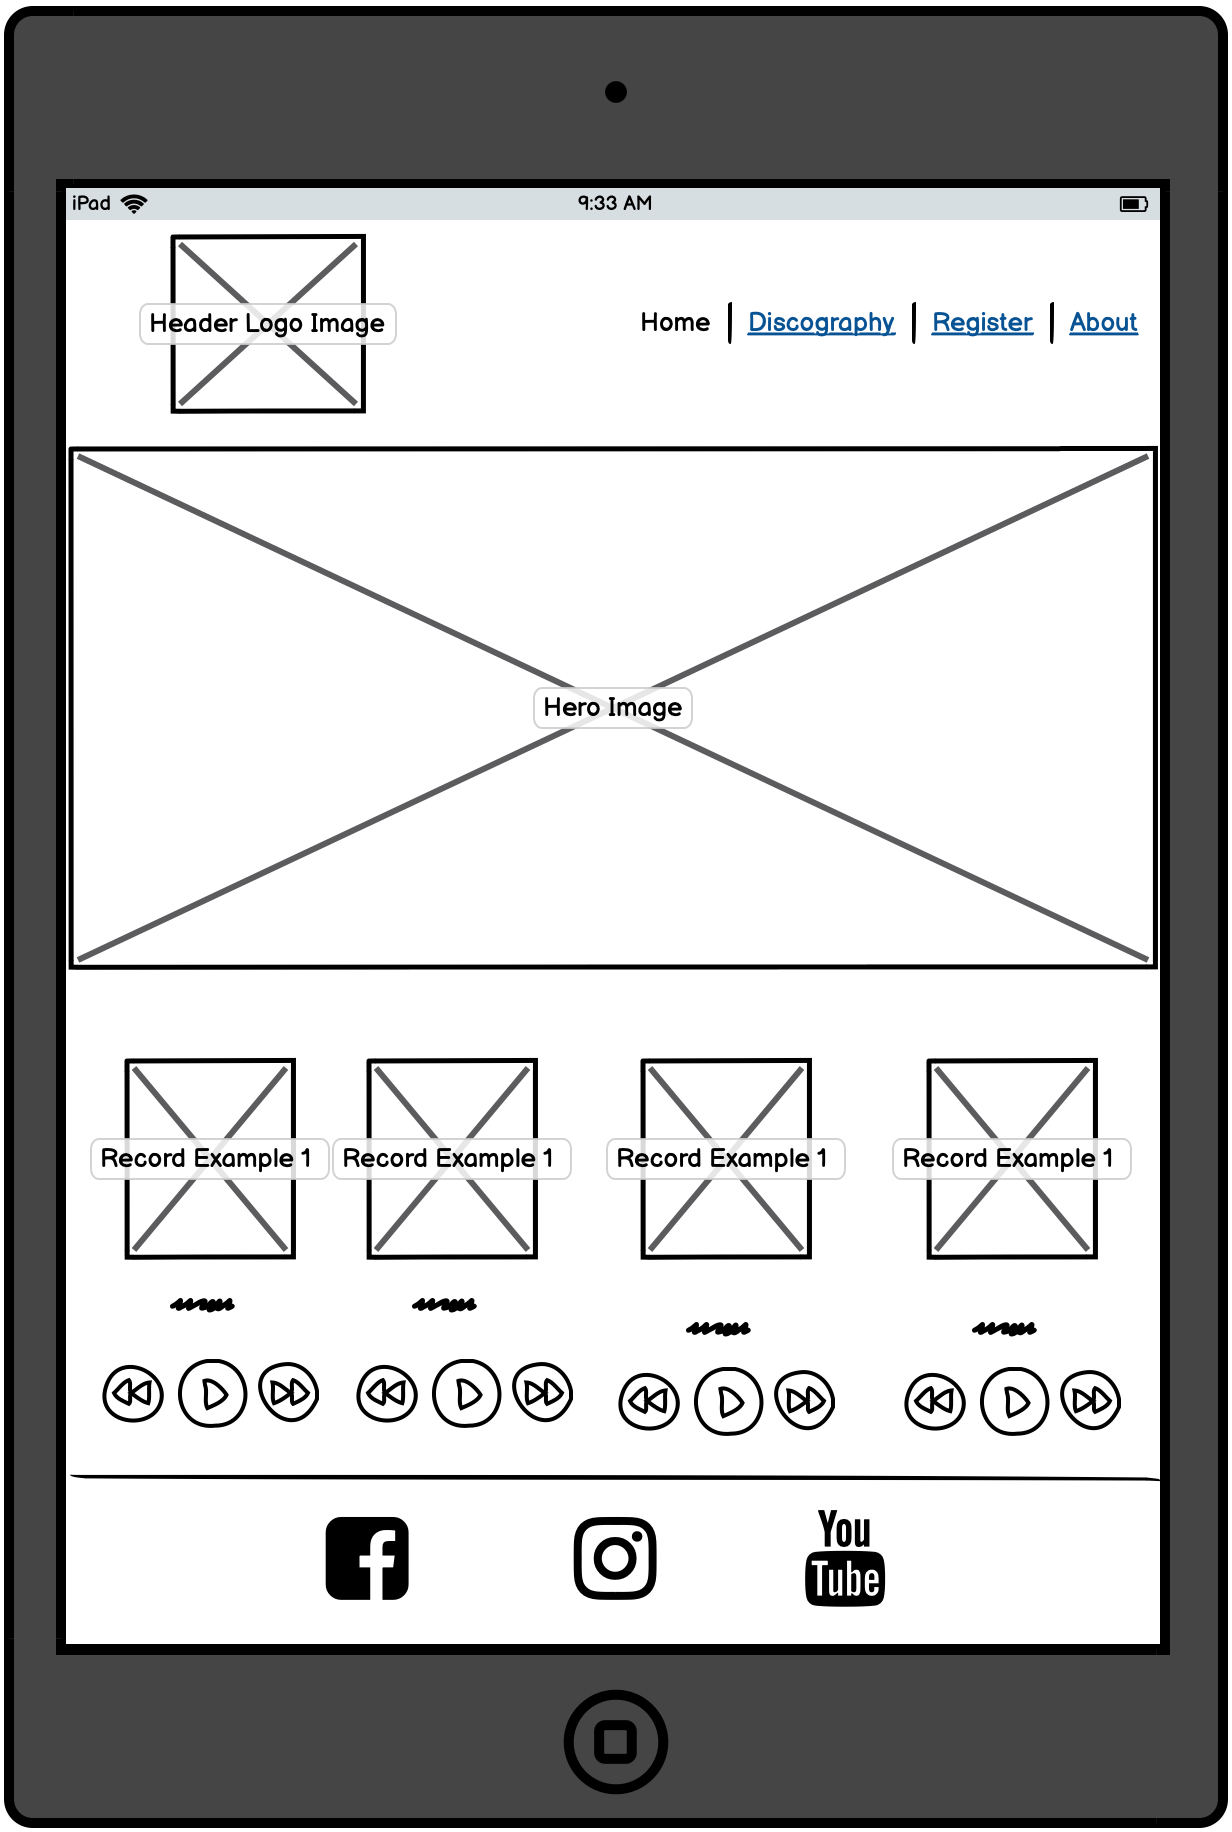 iPad 9:33 AM
Header Logo Image
Home Discography Register About
Hero Image
Record Example 1 Record Example 1 Record Example 1 Record Example 1
You
Tube